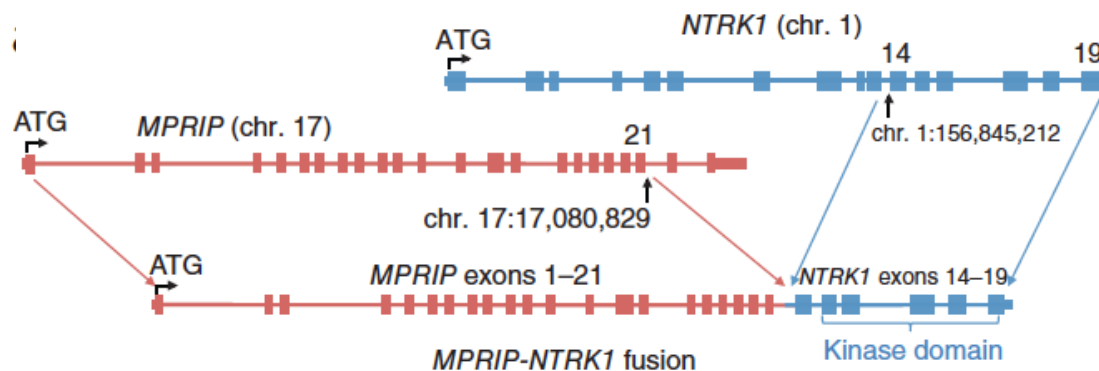 ATG
NTRK1 (chr. 1)
14
19
chr. 1:156,845,212
ATG
MPRIP (chr. 17)
21
chr. 17:17,080,829
ATG
MPRIP exons 1–21
NTRK1 exons 14–19
Kinase domain
MPRIP-NTRK1 fusion